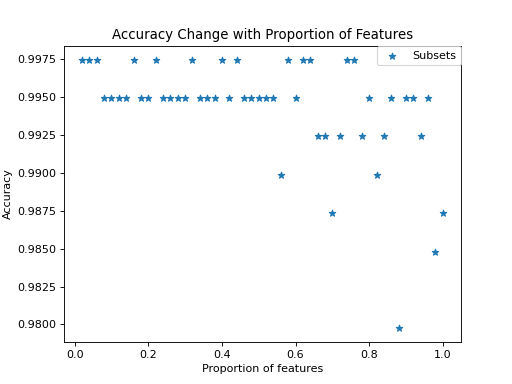 Accuracy Change with Proportion of Features
Subsets
Accuracy
0.9975
0.9950
0.9925
0.9900
0.9875
0.9850
0.9825
0.9800
0.0 0.2 0.4 0.6 0.8 1.0
Proportion of features